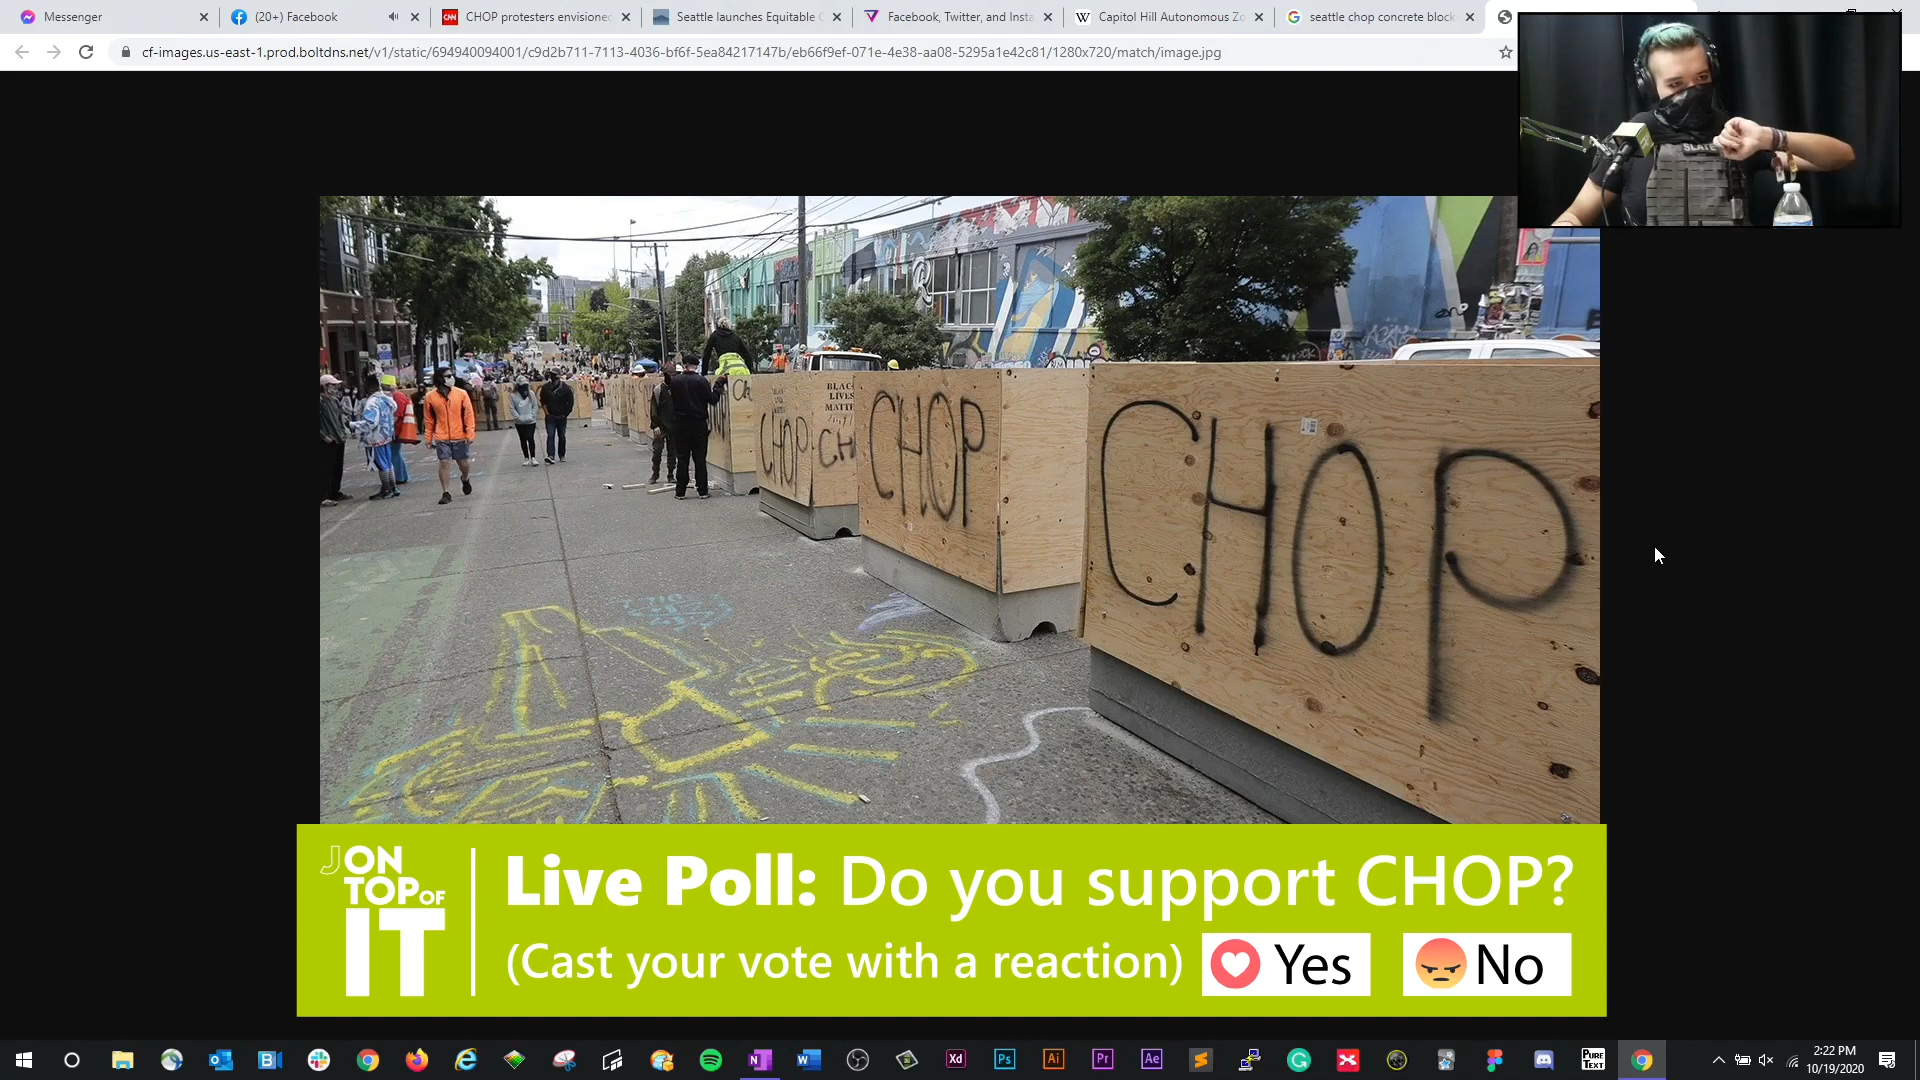 Messenger
(20+) Facebook
CHOP protesters envisioned
Seattle launches Equitable C
Facebook, Twitter, and Insta
Capitol Hill Autonomous Zo
seattle chop concrete block
cf-images.us-east-1.prod.boltdns.net/v1/static/694940094001/c9d2b711-7113-4036-bf6f-5ea84217147b/eb66f9ef-071e-4e38-aa08-5295a1e42c81/1280x720/match/image.jpg
SLATE
BLACK
LIVES
MATTER
CHOP
CH
CHOP
CHOP
JON
TOP OF
IT
Live Poll: Do you support CHOP?
(Cast your vote with a reaction) Yes No
2:22 PM
10/19/2020